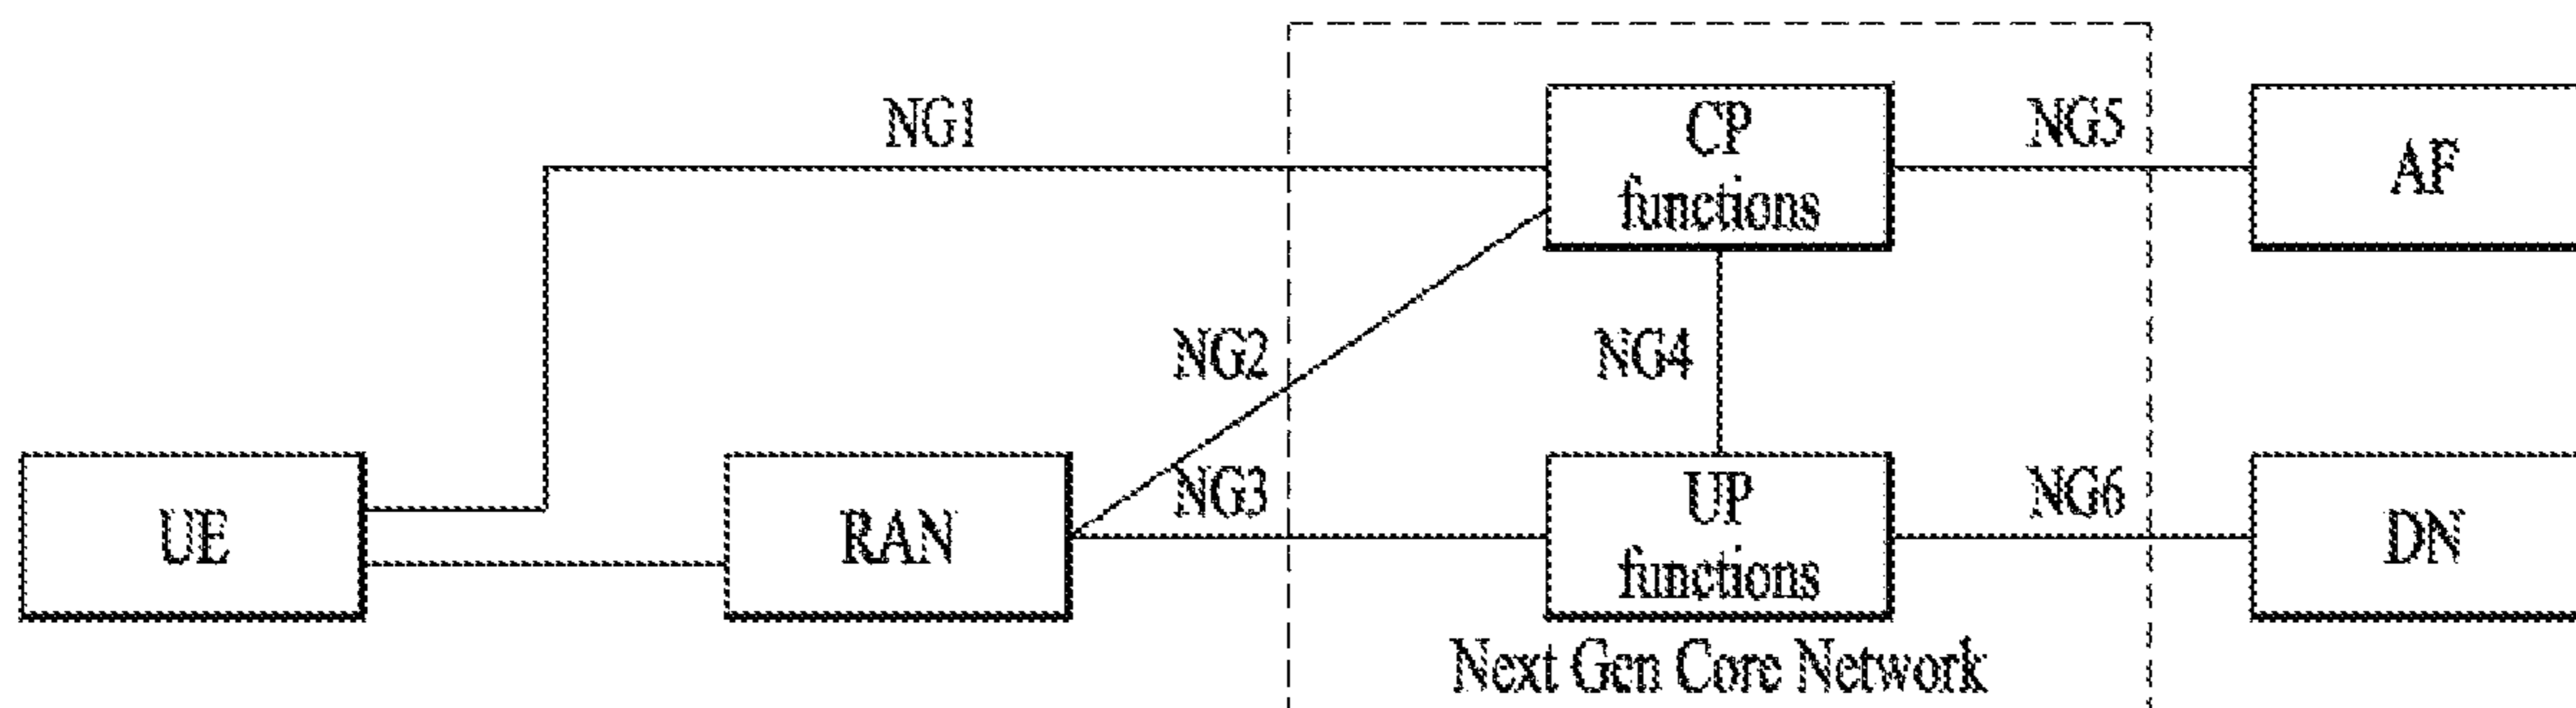 NG1
CP
functions
NG5
AF
NG2
NG4
UE
RAN
NG3
UP
functions
NG6
DN
Next Gen Core Network